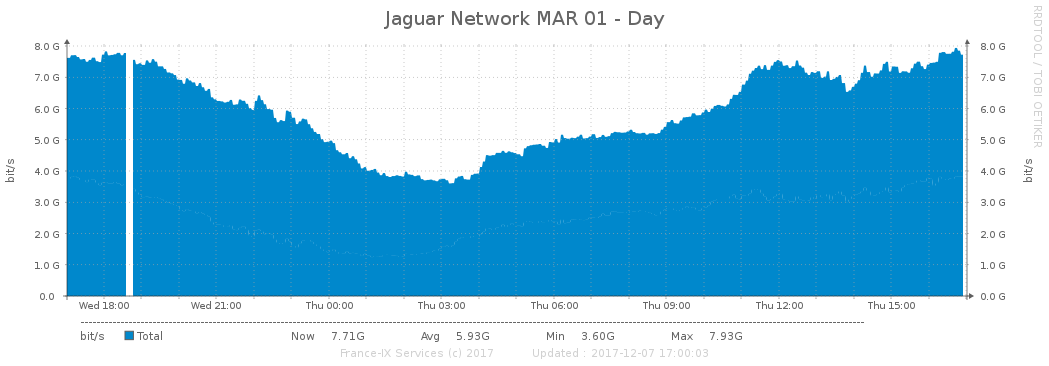 Jaguar Network MAR 01 - Day
RRDTOOL / TOBI OETIKER
8.0 G 8.0 G
7.0 G 7.0 G
6.0 G 6.0 G
5.0 G 5.0 G
4.0 G 4.0 G
3.0 G 3.0 G
2.0 G 2.0 G
1.0 G 1.0 G
0.0 0.0 G
bit/s bit/s
Wed 18:00 Wed 21:00 Thu 00:00 Thu 03:00 Thu 06:00 Thu 09:00 Thu 12:00 Thu 15:00
bit/s Total Now 7.71G Avg 5.93G Min 3.60G Max 7.93G
France-IX Services (c) 2017 Updated : 2017-12-07 17:00:03